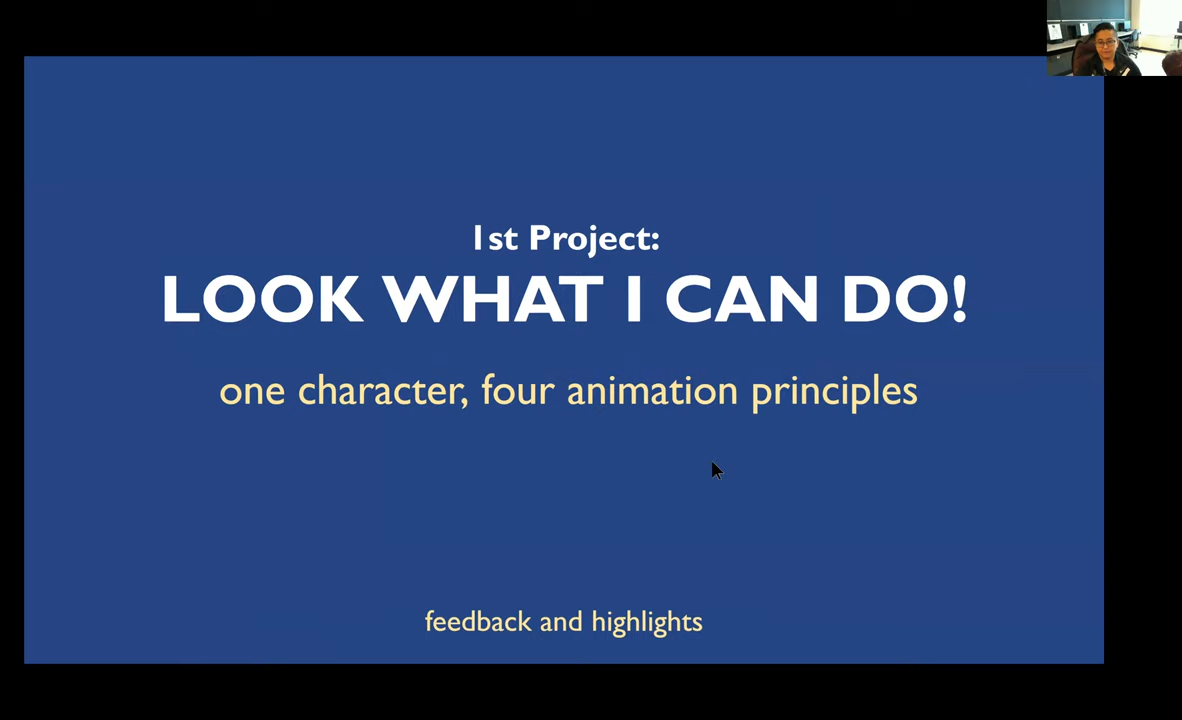 1st Project:
LOOK WHAT I CAN DO!
one character, four animation principles
feedback and highlights